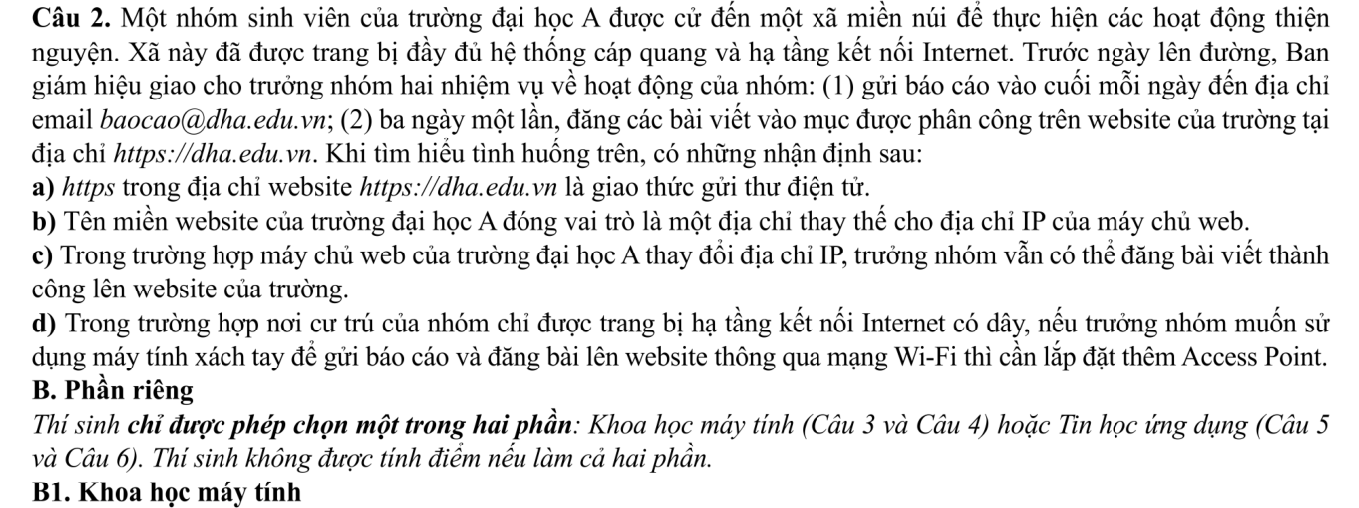 Câu 2. Một nhóm sinh viên của trường đại học A được cử đến một xã miền núi để thực hiện các hoạt động thiện
nguyện. Xã này đã được trang bị đầy đủ hệ thống cáp quang và hạ tầng kết nối Internet. Trước ngày lên đường, Ban
giám hiệu giao cho trưởng nhóm hai nhiệm vụ về hoạt động của nhóm: (1) gửi báo cáo vào cuối mỗi ngày đến địa chỉ
email baocao@dha.edu.vn; (2) ba ngày một lần, đăng các bài viết vào mục được phân công trên website của trường tại
địa chỉ https://dha.edu.vn. Khi tìm hiểu tình huống trên, có những nhận định sau:
a) https trong địa chỉ website https://dha.edu.vn là giao thức gửi thư điện tử.
b) Tên miền website của trường đại học A đóng vai trò là một địa chỉ thay thế cho địa chỉ IP của máy chủ web.
c) Trong trường hợp máy chủ web của trường đại học A thay đổi địa chỉ IP, trưởng nhóm vẫn có thể đăng bài viết thành
công lên website của trường.
d) Trong trường hợp nơi cư trú của nhóm chỉ được trang bị hạ tầng kết nối Internet có dây, nếu trưởng nhóm muốn sử
dụng máy tính xách tay để gửi báo cáo và đăng bài lên website thông qua mạng Wi-Fi thì cần lắp đặt thêm Access Point.
B. Phần riêng
Thí sinh chỉ được phép chọn một trong hai phần: Khoa học máy tính (Câu 3 và Câu 4) hoặc Tin học ứng dụng (Câu 5
và Câu 6). Thí sinh không được tính điểm nếu làm cả hai phần.
B1. Khoa học máy tính